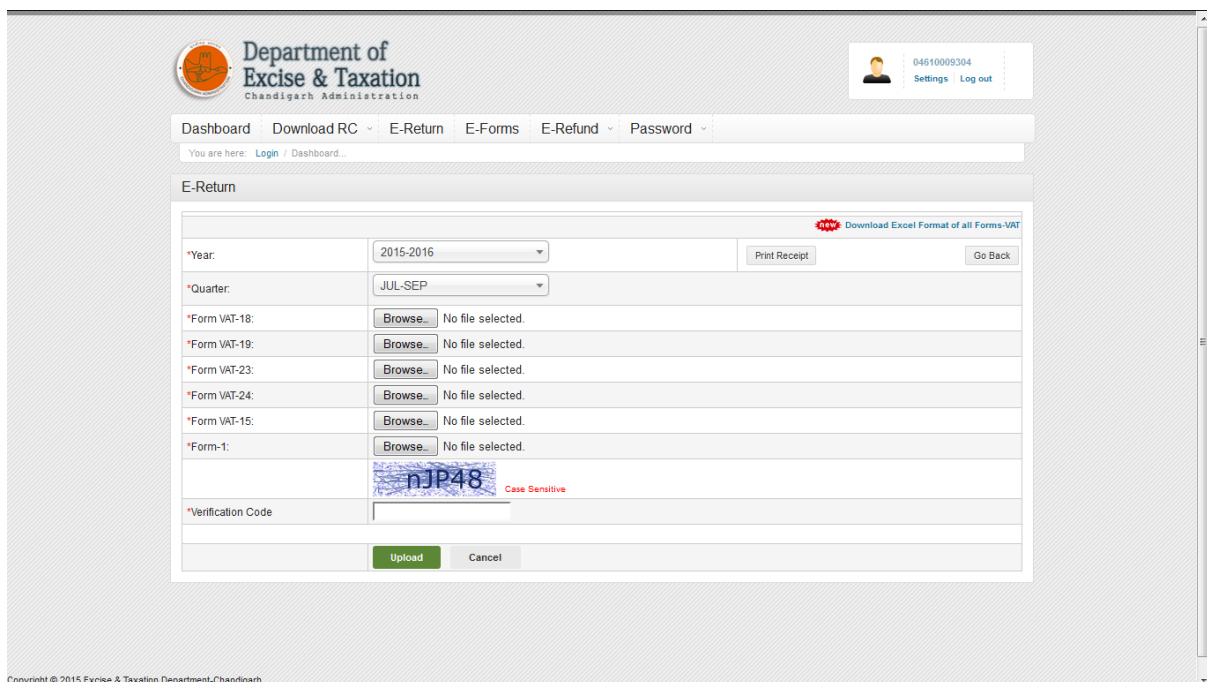 Department of
Excise & Taxation
Chandigarh Administration
04610009304
Settings Log out
Dashboard Download RC E-Return E-Forms E-Refund Password
You are here: Login / Dashboard...
E-Return
new Download Excel Format of all Forms-VAT
*Year: 2015-2016 Print Receipt Go Back
*Quarter: JUL-SEP
*Form VAT-18: Browse... No file selected.
*Form VAT-19: Browse... No file selected.
*Form VAT-23: Browse... No file selected.
*Form VAT-24: Browse... No file selected.
*Form VAT-15: Browse... No file selected.
*Form-1: Browse... No file selected.
nJP48 Case Sensitive
*Verification Code
Upload Cancel
Copyright © 2015 Excise & Taxation Department-Chandigarh